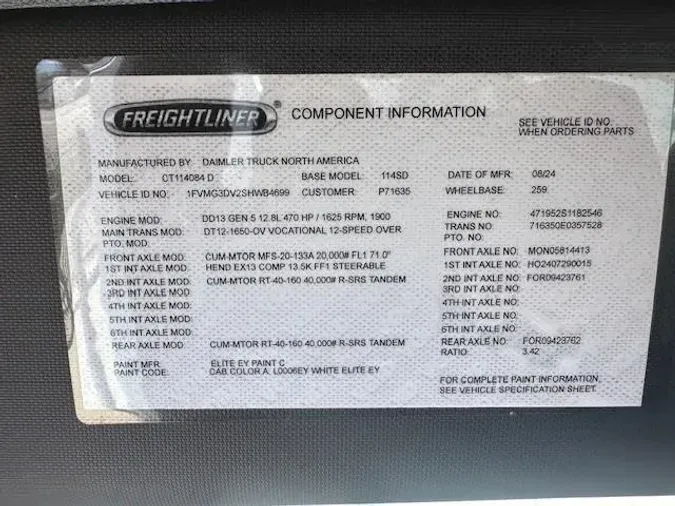 FREIGHTLINER® COMPONENT INFORMATION
SEE VEHICLE ID NO.
WHEN ORDERING PARTS
MANUFACTURED BY: DAIMLER TRUCK NORTH AMERICA
MODEL: CT114084 D BASE MODEL: 114SD DATE OF MFR: 08/24
VEHICLE ID NO: 1FVMG3DV2SHWB4699 CUSTOMER: P71635 WHEELBASE: 259
ENGINE MOD: DD13 GEN 5 12.8L 470 HP / 1625 RPM, 1900 ENGINE NO: 471952S1182546
MAIN TRANS MOD: DT12-1650-OV VOCATIONAL 12-SPEED OVER TRANS NO: 716350E0357528
PTO. MOD: PTO. NO:
FRONT AXLE MOD: CUM-MTOR MFS-20-133A 20,000# FL1 71.0" FRONT AXLE NO: MON05814413
1ST INT AXLE MOD: HEND EX13 COMP 13.5K FF1 STEERABLE 1ST INT AXLE NO: HO2407290015
2ND INT AXLE MOD: CUM-MTOR RT-40-160 40,000# R-SRS TANDEM 2ND INT AXLE NO: FOR09423761
3RD INT AXLE MOD: 3RD INT AXLE NO:
4TH INT AXLE MOD: 4TH INT AXLE NO:
5TH INT AXLE MOD: 5TH INT AXLE NO:
6TH INT AXLE MOD: 6TH INT AXLE NO:
REAR AXLE MOD: CUM-MTOR RT-40-160 40,000# R-SRS TANDEM REAR AXLE NO: FOR09423762
RATIO: 3.42
PAINT MFR: ELITE EY PAINT C
PAINT CODE: CAB COLOR A: L0006EY WHITE ELITE EY
FOR COMPLETE PAINT INFORMATION,
SEE VEHICLE SPECIFICATION SHEET.